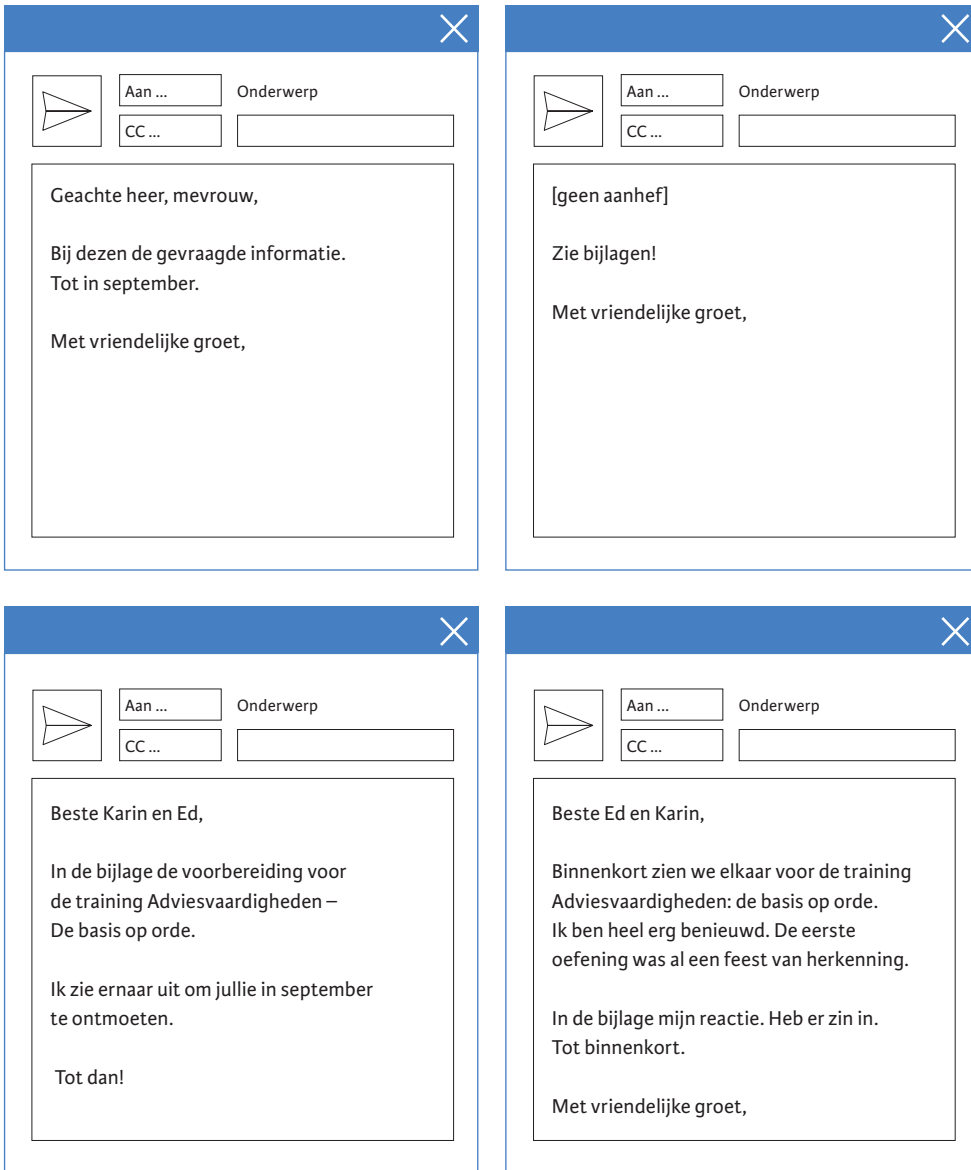 Aan ...
Onderwerp
CC ...
Geachte heer, mevrouw,
Bij dezen de gevraagde informatie.
Tot in september.
Met vriendelijke groet,
Aan ...
Onderwerp
CC ...
[geen aanhef]
Zie bijlagen!
Met vriendelijke groet,
Aan ...
Onderwerp
CC ...
Beste Karin en Ed,
In de bijlage de voorbereiding voor
de training Adviesvaardigheden –
De basis op orde.
Ik zie ernaar uit om jullie in september
te ontmoeten.
Tot dan!
Aan ...
Onderwerp
CC ...
Beste Ed en Karin,
Binnenkort zien we elkaar voor de training
Adviesvaardigheden: de basis op orde.
Ik ben heel erg benieuwd. De eerste
oefening was al een feest van herkenning.
In de bijlage mijn reactie. Heb er zin in.
Tot binnenkort.
Met vriendelijke groet,